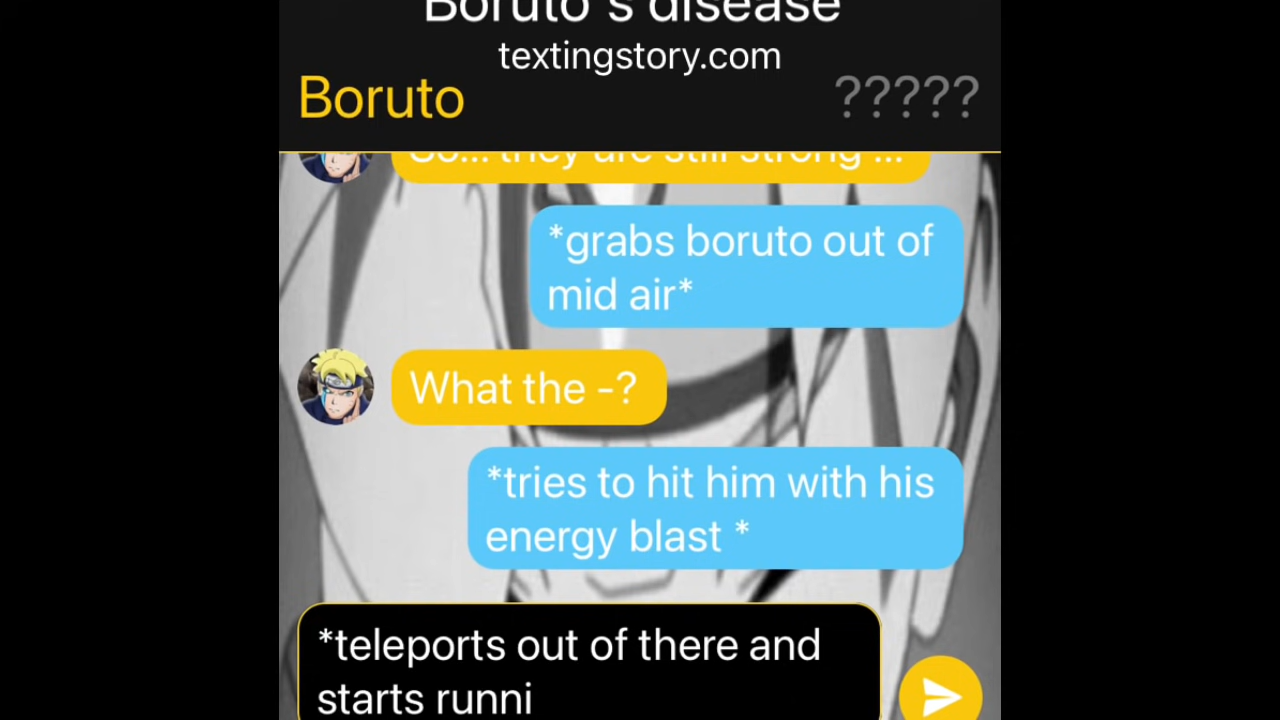 Boruto's disease
textingstory.com
Boruto
?????
So... they are still strong ...
*grabs boruto out of
mid air*
What the -?
*tries to hit him with his
energy blast *
*teleports out of there and
starts runni